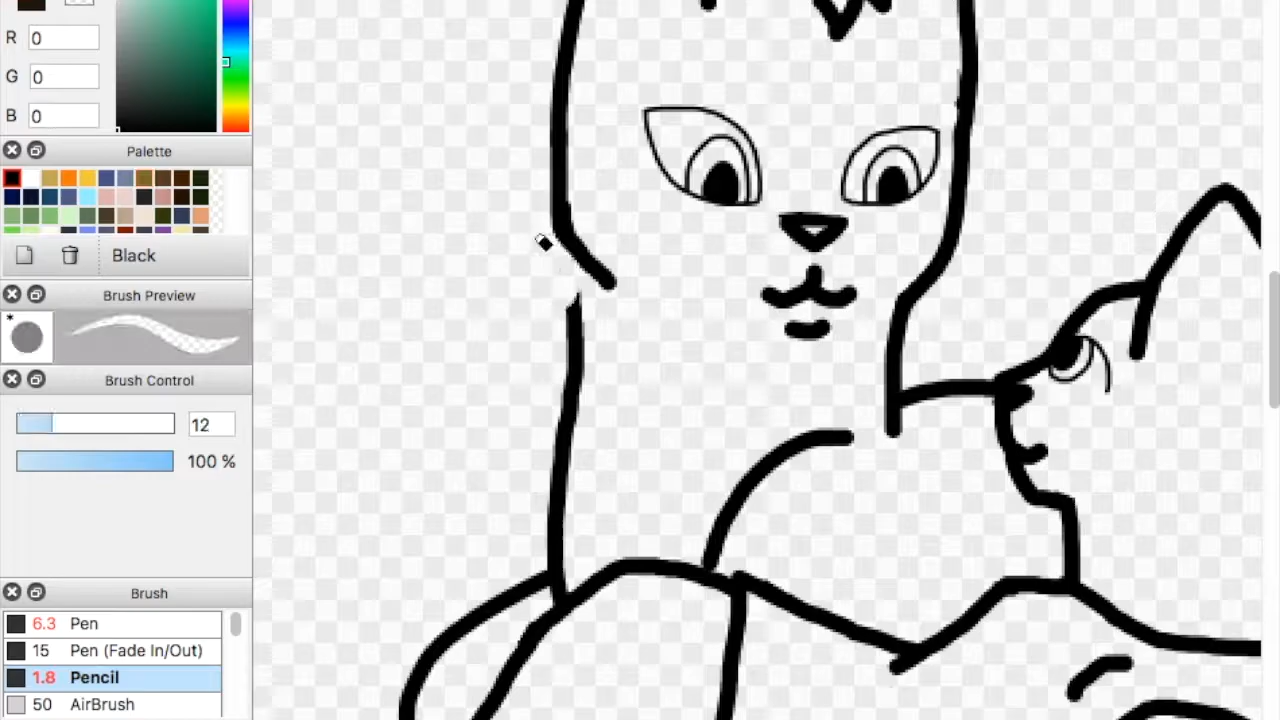 R 0
G 0
B 0
Palette
Black
Brush Preview
*
Brush Control
12
100 %
Brush
6.3 Pen
15 Pen (Fade In/Out)
1.8 Pencil
50 AirBrush